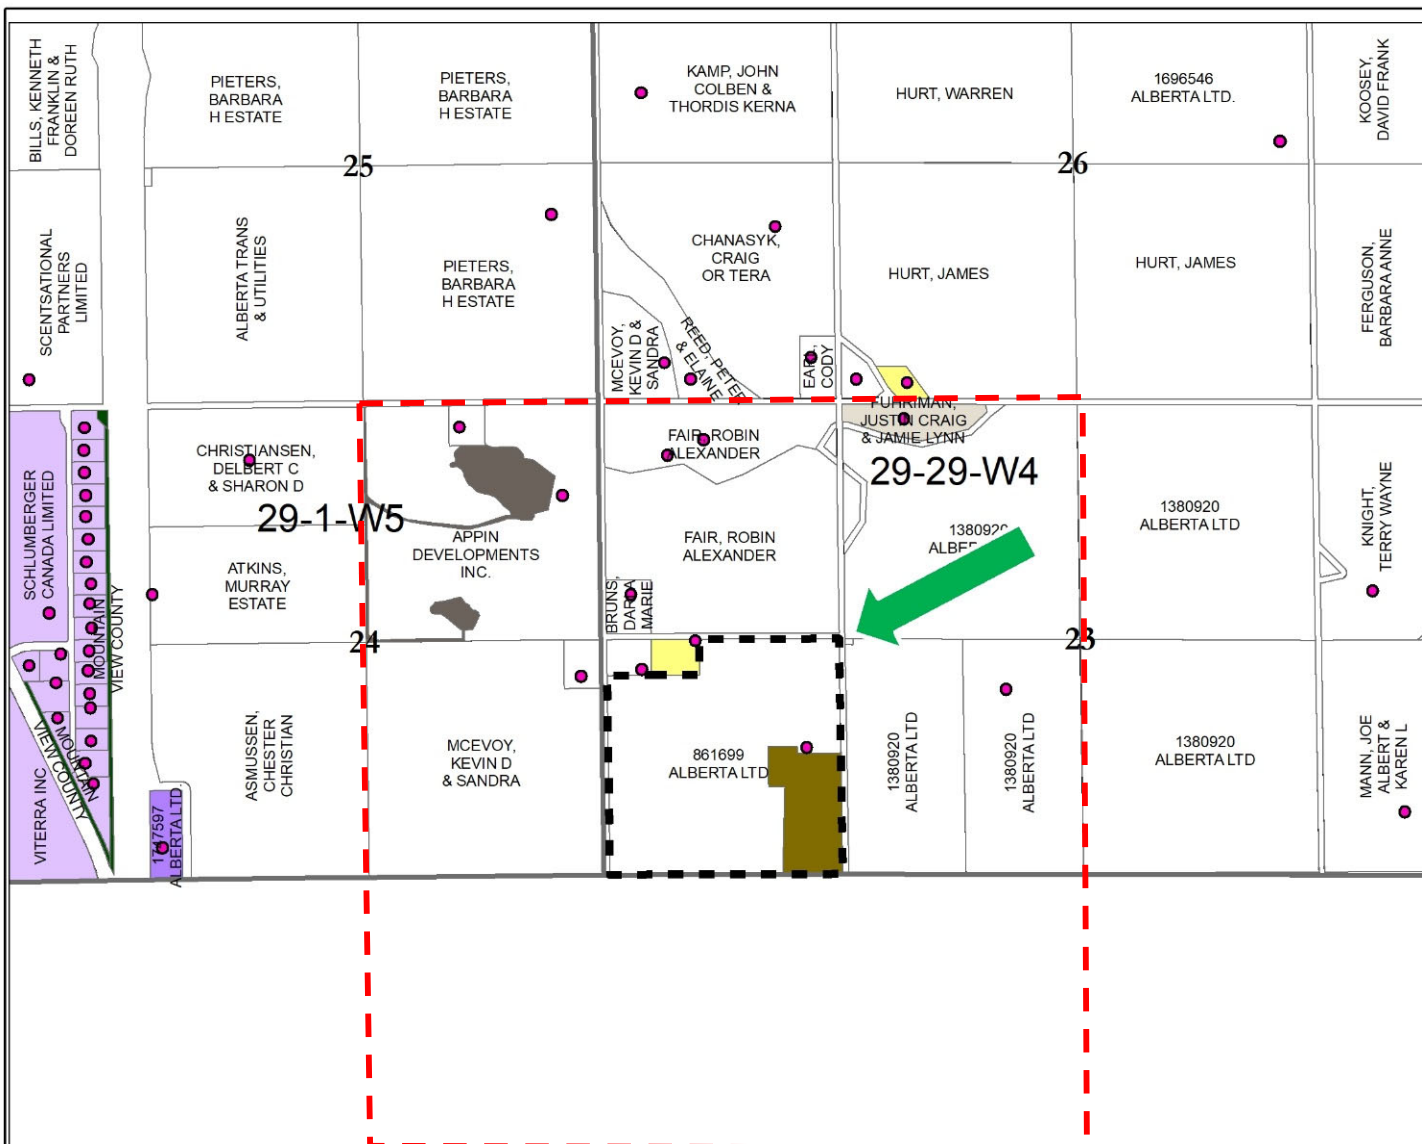 BILLS, KENNETH
FRANKLIN &
DOREEN RUTH
PIETERS,
BARBARA
H ESTATE
PIETERS,
BARBARA
H ESTATE
KAMP, JOHN
COLBEN &
THORDIS KERNA
HURT, WARREN
1696546
ALBERTA LTD.
KOOSEY,
DAVID FRANK
25
26
SCENTSATIONAL
PARTNERS
LIMITED
ALBERTA TRANS
& UTILITIES
PIETERS,
BARBARA
H ESTATE
CHANASYK,
CRAIG
OR TERA
HURT, JAMES
HURT, JAMES
FERGUSON,
BARBARA ANNE
MCEVOY,
KEVIN D &
SANDRA
REED, PETER
& ELAINE
CODY
FUHRIMAN,
JUSTIN CRAIG
& JAMIE LYNN
SCHLUMBERGER
CANADA LIMITED
CHRISTIANSEN,
DELBERT C
& SHARON D
FAIR, ROBIN
ALEXANDER
29-29-W4
29-1-W5
KNIGHT,
TERRY WAYNE
1380920
ALBERTA LTD
1380920
APPIN
DEVELOPMENTS
INC.
FAIR, ROBIN
ALEXANDER
ATKINS,
MURRAY
ESTATE
BRUNS,
DARLA
MARIE
MOUNTAIN
VIEW COUNTY
24
23
MOUNTAIN
VIEW COUNTY
VITERRA INC
ASMUSSEN,
CHESTER
CHRISTIAN
MCEVOY,
KEVIN D
& SANDRA
861699
ALBERTA LTD
1380920
ALBERTA LTD
1380920
ALBERTA LTD
1380920
ALBERTA LTD
MANN, JOE
ALBERT &
KAREN L
1747597
ALBERTA LTD.